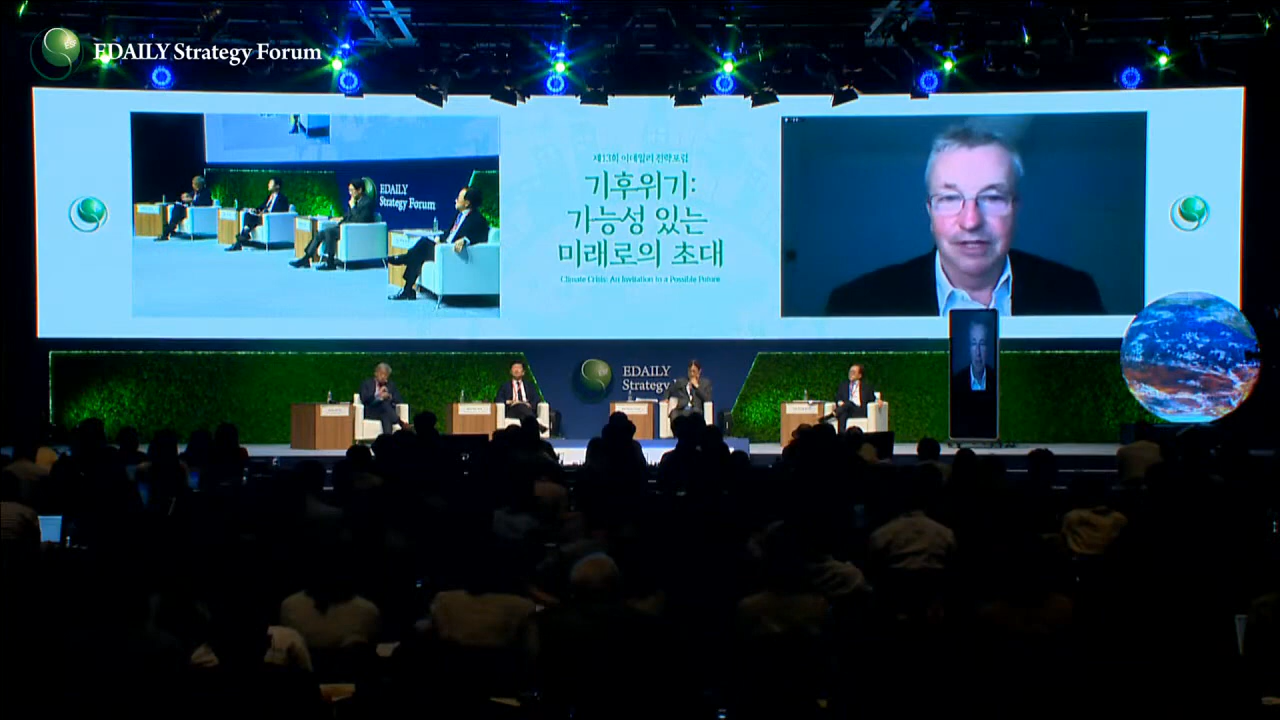 EDAILY Strategy Forum
EDAILY
Strategy Forum
제13회 이데일리 전략포럼
기후위기:
가능성 있는
미래로의 초대
Climate Crisis: An Invitation to a Possible Future
EDAILY
Strategy